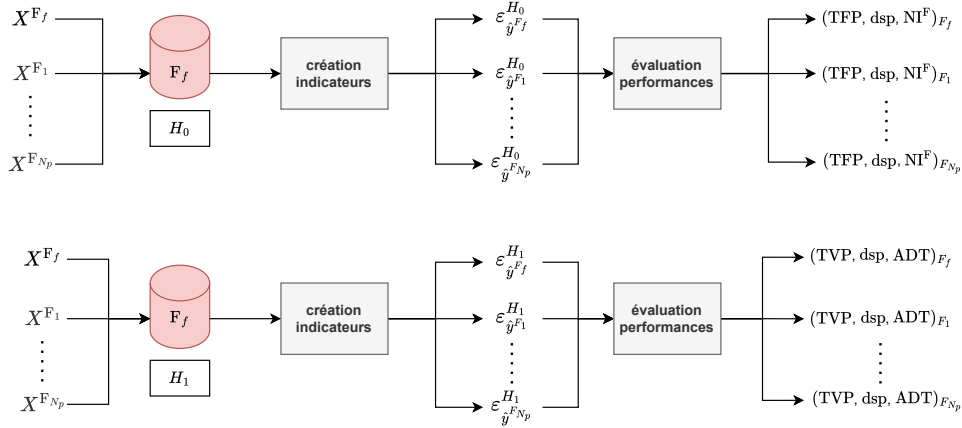 X^{F_f}
X^{F_1}
X^{F_{N_p}}
F_f
H_0
création
indicateurs
ε^{H_0}_{ŷ^{F_f}}
ε^{H_0}_{ŷ^{F_1}}
ε^{H_0}_{ŷ^{F_{N_p}}}
évaluation
performances
(TFP, dsp, NI^F)_{F_f}
(TFP, dsp, NI^F)_{F_1}
(TFP, dsp, NI^F)_{F_{N_p}}
X^{F_f}
X^{F_1}
X^{F_{N_p}}
F_f
H_1
création
indicateurs
ε^{H_1}_{ŷ^{F_f}}
ε^{H_1}_{ŷ^{F_1}}
ε^{H_1}_{ŷ^{F_{N_p}}}
évaluation
performances
(TVP, dsp, ADT)_{F_f}
(TVP, dsp, ADT)_{F_1}
(TVP, dsp, ADT)_{F_{N_p}}